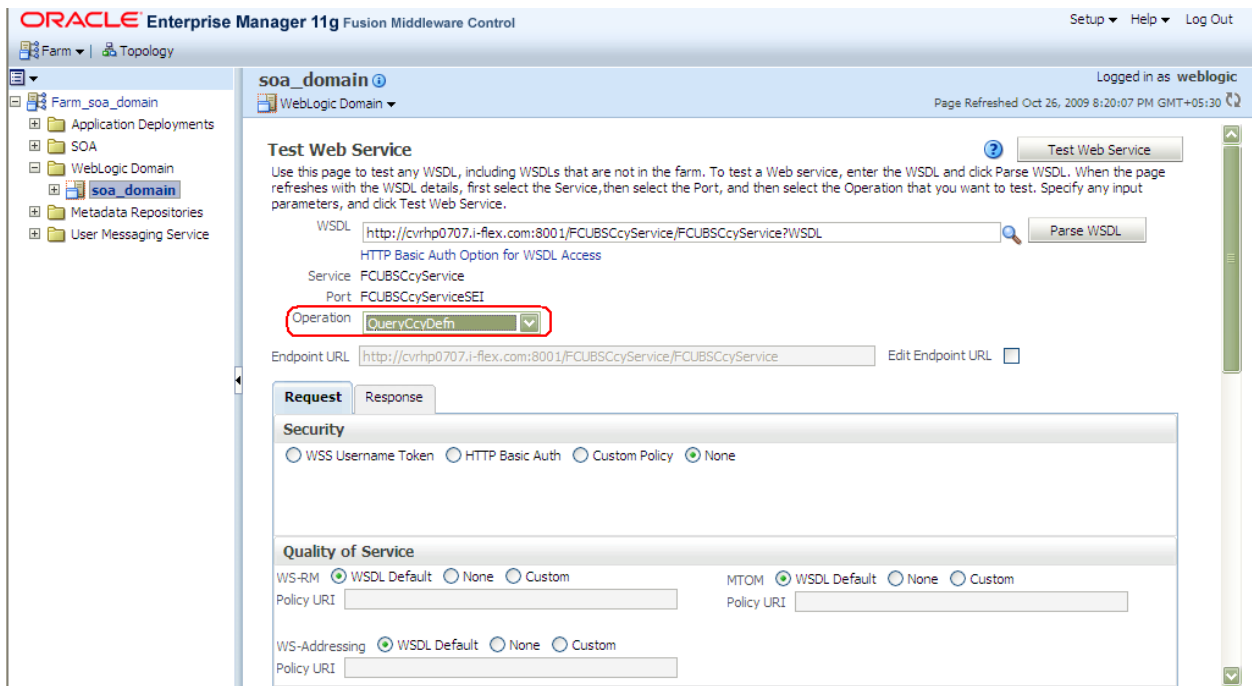 ORACLE Enterprise Manager 11g Fusion Middleware Control
Setup Help Log Out
Farm | Topology
Farm_soa_domain
Application Deployments
SOA
WebLogic Domain
soa_domain
Metadata Repositories
User Messaging Service
soa_domain
Logged in as weblogic
WebLogic Domain
Page Refreshed Oct 26, 2009 8:20:07 PM GMT+05:30
Test Web Service
Test Web Service
Use this page to test any WSDL, including WSDLs that are not in the farm. To test a Web service, enter the WSDL and click Parse WSDL. When the page
refreshes with the WSDL details, first select the Service,then select the Port, and then select the Operation that you want to test. Specify any input
parameters, and click Test Web Service.
WSDL http://cvrhp0707.i-flex.com:8001/FCUBSCcyService/FCUBSCcyService?WSDL Parse WSDL
HTTP Basic Auth Option for WSDL Access
Service FCUBSCcyService
Port FCUBSCcyServiceSEI
Operation QueryCcyDefn
Endpoint URL http://cvrhp0707.i-flex.com:8001/FCUBSCcyService/FCUBSCcyService Edit Endpoint URL
Request Response
Security
WSS Username Token HTTP Basic Auth Custom Policy None
Quality of Service
WS-RM WSDL Default None Custom
Policy URI
MTOM WSDL Default None Custom
Policy URI
WS-Addressing WSDL Default None Custom
Policy URI